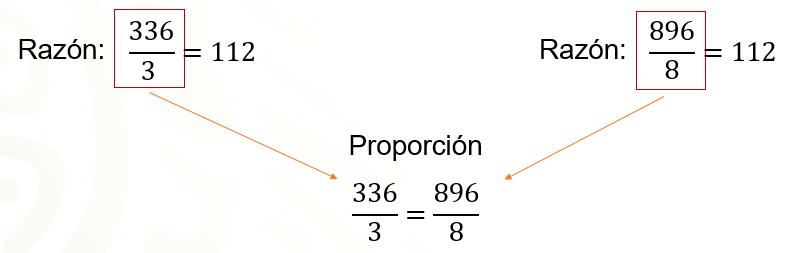 Razón: 336/3 = 112
Razón: 896/8 = 112
Proporción
336/3 = 896/8